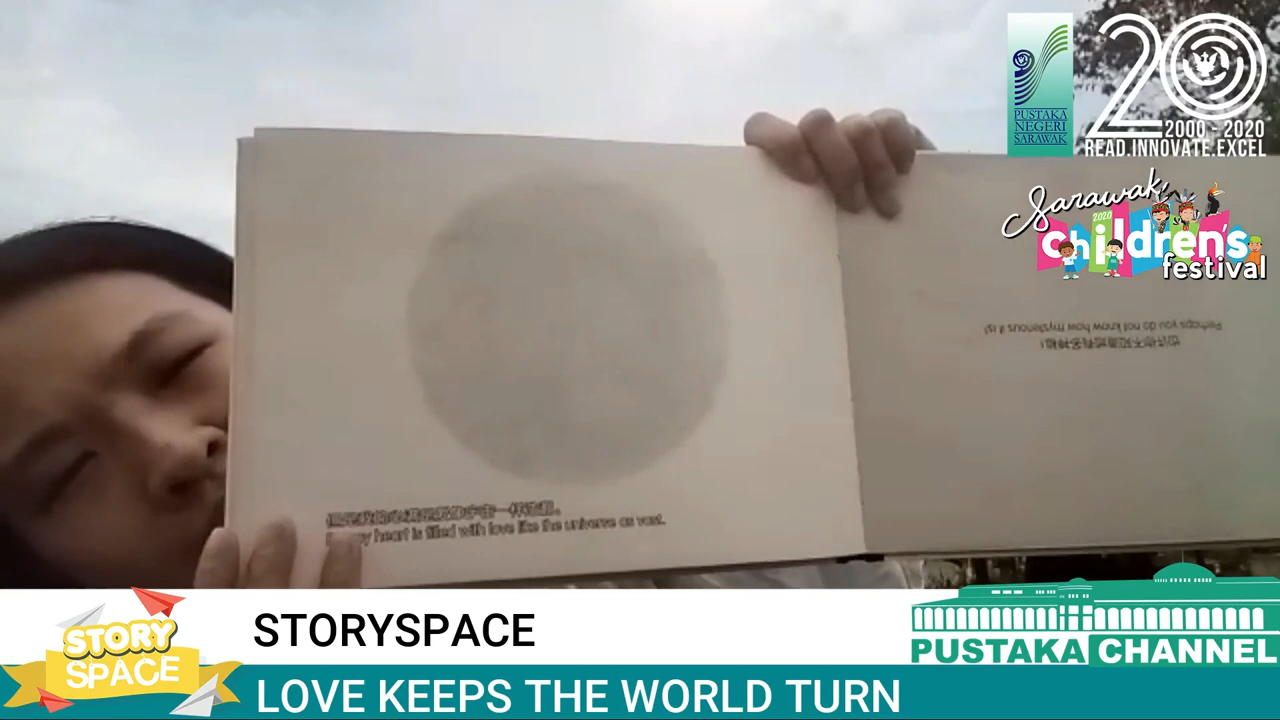 PUSTAKA
NEGERI
SARAWAK
20
2000 - 2020
READ.INNOVATE.EXCEL
Sarawak
2020
children's
festival
Perhaps you do not know how mysterious it is!
heart is filled with love like the universe as vast.
STORY
SPACE
STORYSPACE
LOVE KEEPS THE WORLD TURN
PUSTAKA CHANNEL